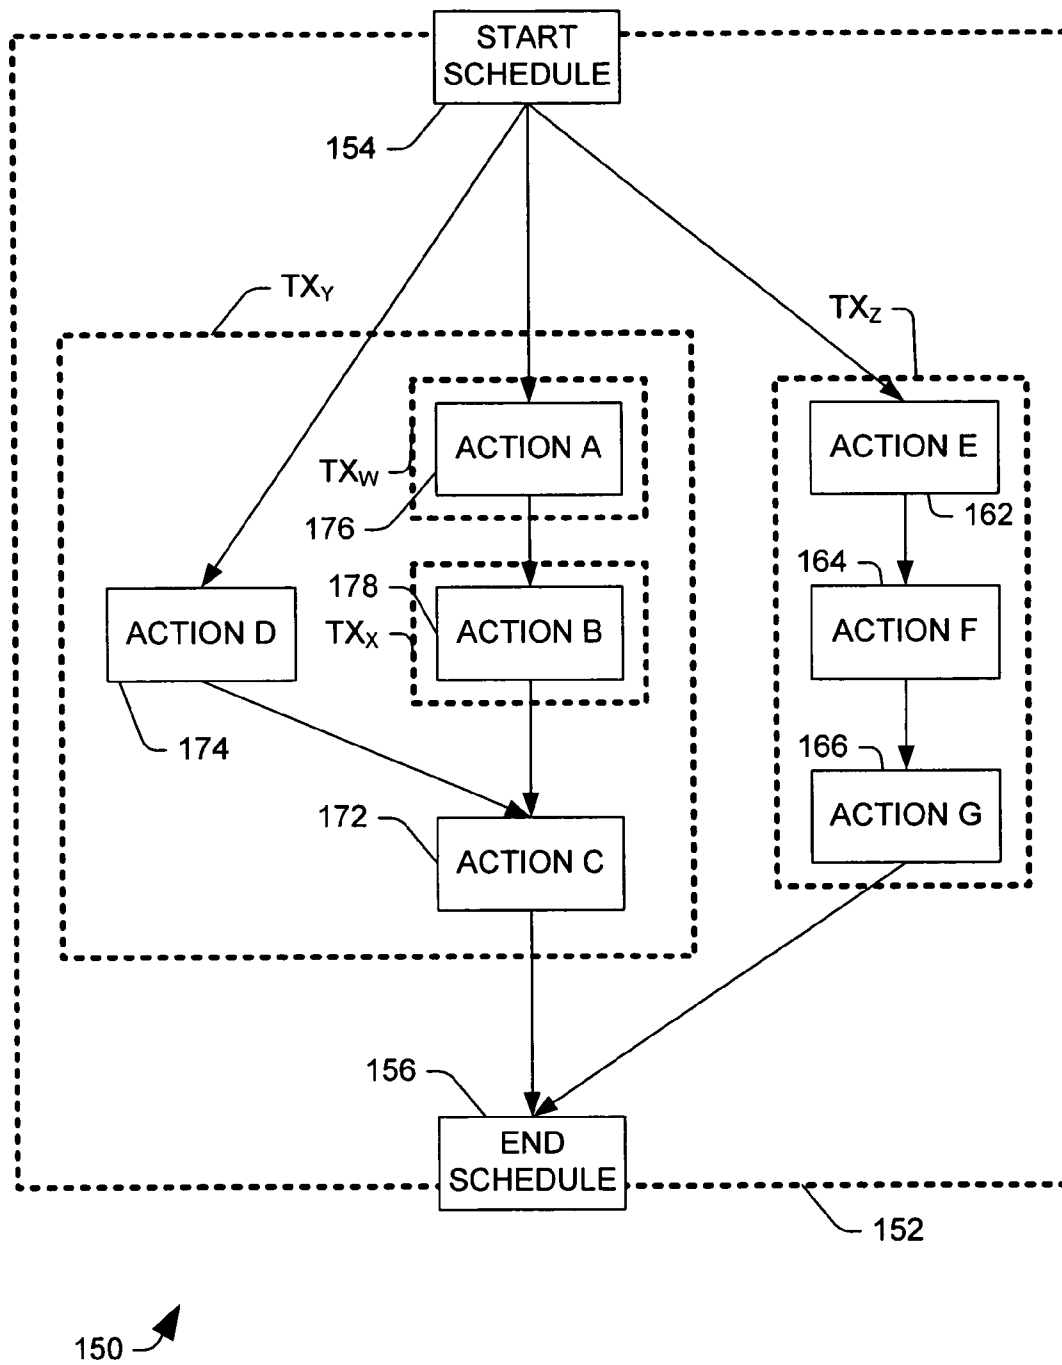 START
SCHEDULE
154
TXY
TXZ
ACTION A
TXW
176
ACTION E
162
178
164
ACTION D
TXX
ACTION B
ACTION F
174
166
172
ACTION C
ACTION G
156
END
SCHEDULE
152
150